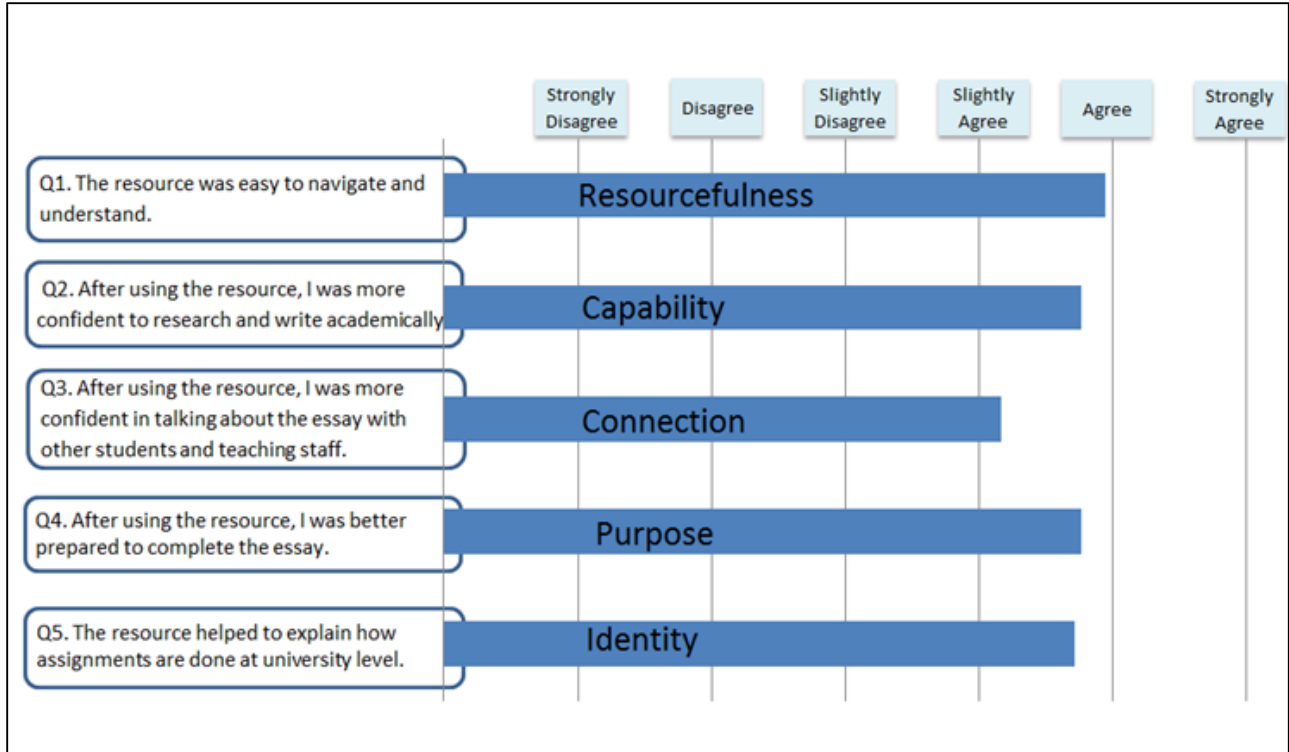 Strongly
Disagree
Disagree
Slightly
Disagree
Slightly
Agree
Agree
Strongly
Agree
Q1. The resource was easy to navigate and
understand.
Resourcefulness
Q2. After using the resource, I was more
confident to research and write academically
Capability
Q3. After using the resource, I was more
confident in talking about the essay with
other students and teaching staff.
Connection
Q4. After using the resource, I was better
prepared to complete the essay.
Purpose
Q5. The resource helped to explain how
assignments are done at university level.
Identity